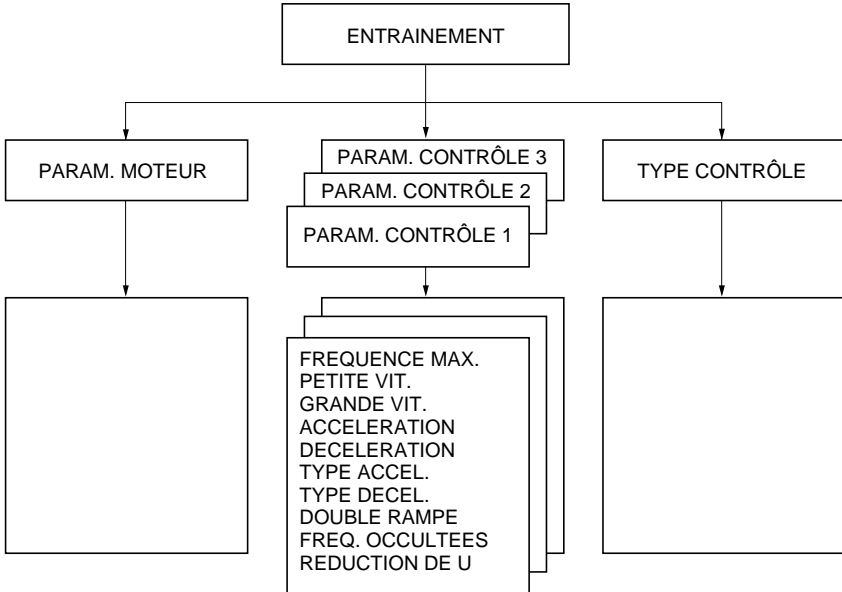 ENTRAINEMENT
PARAM. MOTEUR
PARAM. CONTRÔLE 3
PARAM. CONTRÔLE 2
PARAM. CONTRÔLE 1
TYPE CONTRÔLE
FREQUENCE MAX.
PETITE VIT.
GRANDE VIT.
ACCELERATION
DECELERATION
TYPE ACCEL.
TYPE DECEL.
DOUBLE RAMPE
FREQ. OCCULTEES
REDUCTION DE U